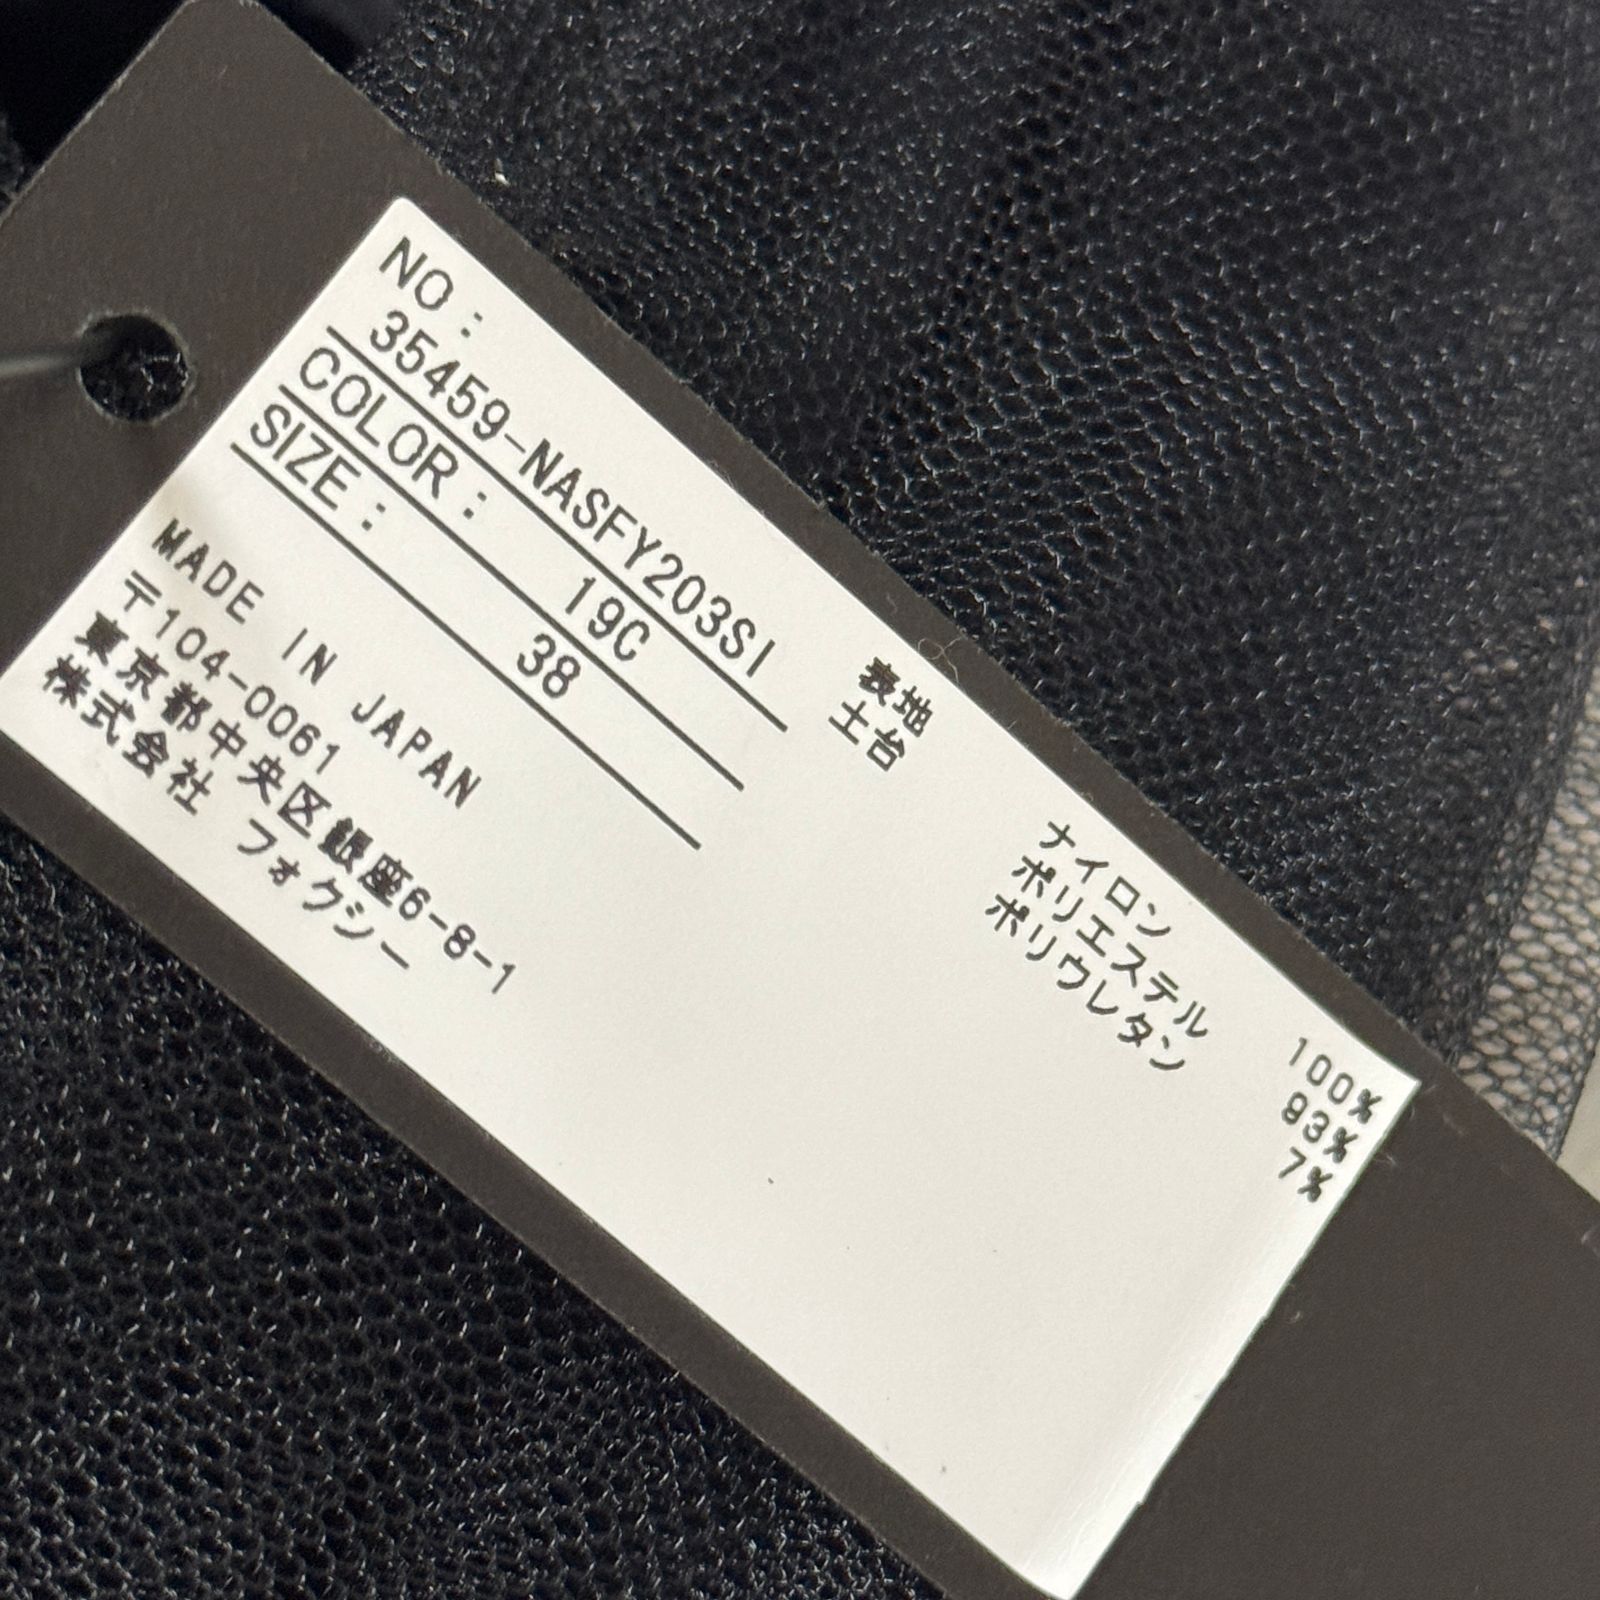 NO:
35459-NASFY203SI
COLOR: 19C
SIZE: 38
MADE IN JAPAN
〒104-0061
東京都中央区銀座6-8-1
株式会社 フォクシー
表地 ナイロン 100%
土台 ポリエステル 93%
ポリウレタン 7%